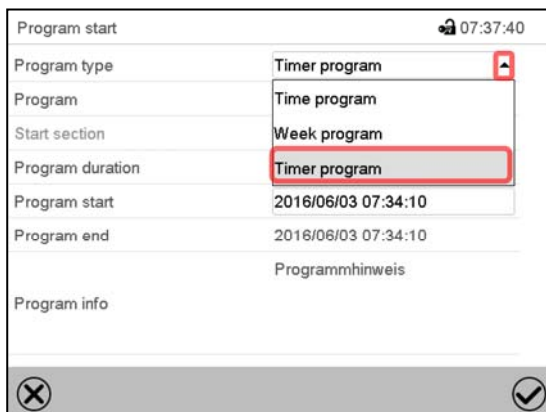 Program start 07:37:40
Program type Timer program
Program Time program
Start section Week program
Program duration Timer program
Program start 2016/06/03 07:34:10
Program end 2016/06/03 07:34:10
Programmhinweis
Program info